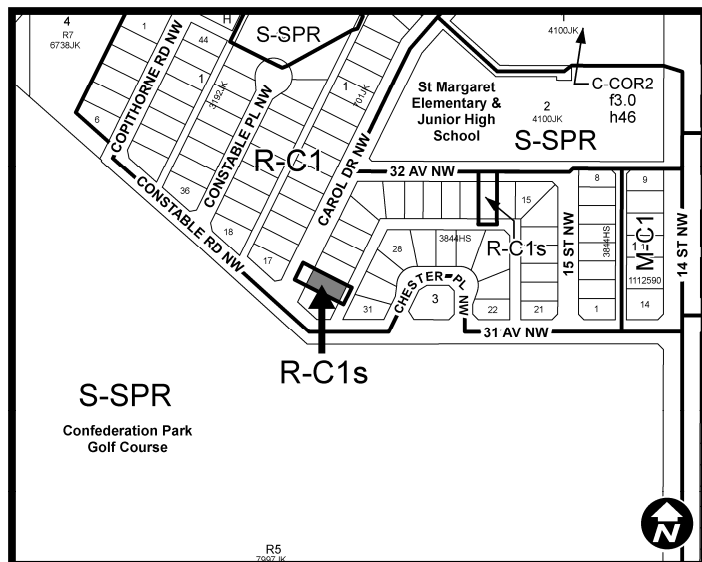 4
R7
6738JK
1
44
H
S-SPR
1
4100JK
C-COR2
f3.0
h46
St Margaret
Elementary &
Junior High
School
2
4100JK
S-SPR
COPITHORNE RD NW
1
3192JK
CONSTABLE PL NW
1
701JK
R-C1
CAROL DR NW
6
36
18
17
CONSTABLE RD NW
32 AV NW
15
R-C1s
3844HS
28
CHESTER PL NW
3
31
22
21
31 AV NW
15 ST NW
8
3844HS
1
9
M-C1
1112590
14
14 ST NW
R-C1s
S-SPR
Confederation Park
Golf Course
R5
7997JK
N